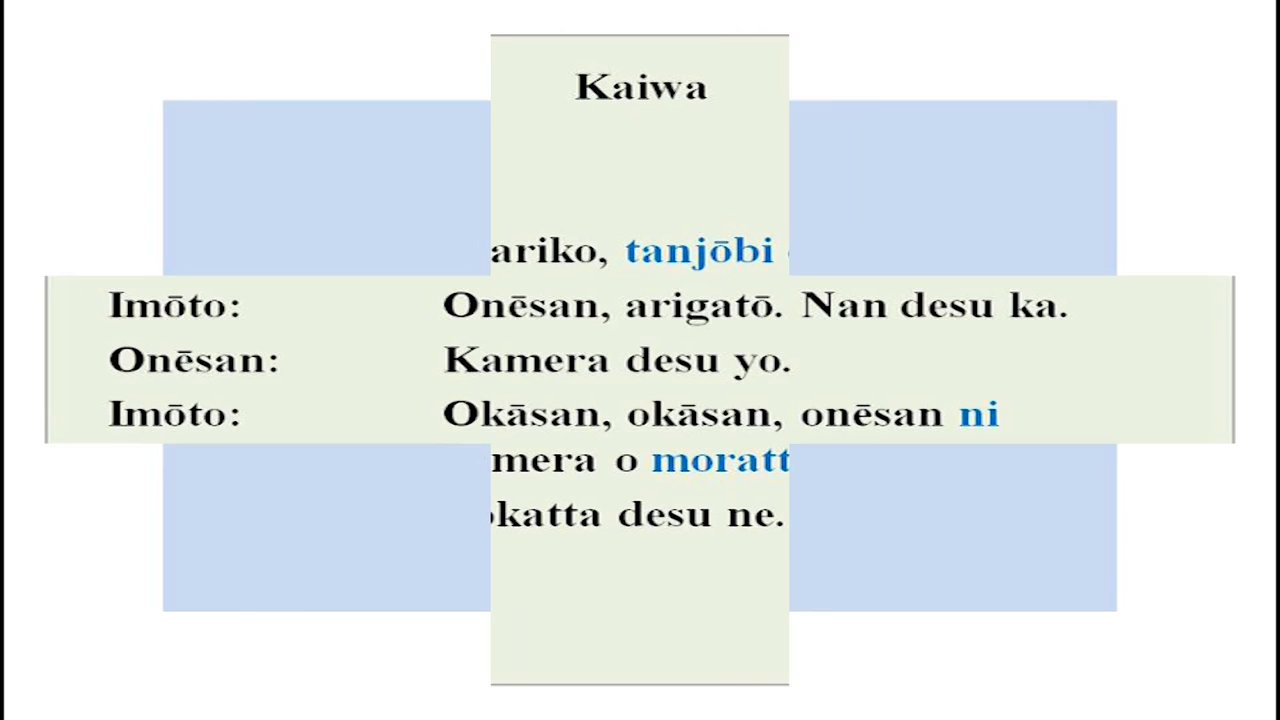 Kaiwa
ariko, tanjōbi
Imōto: Onēsan, arigatō. Nan desu ka.
Onēsan: Kamera desu yo.
Imōto: Okāsan, okāsan, onēsan ni
mera o moratt
katta desu ne.